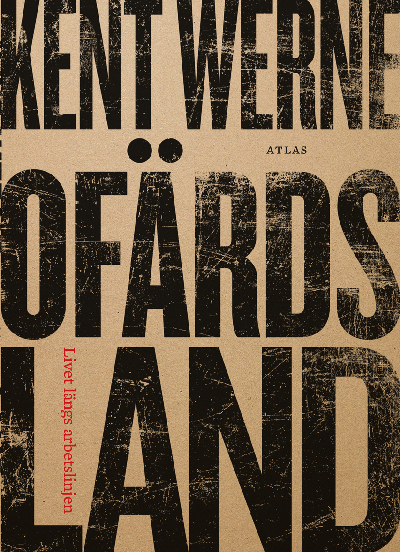 KENT WERNE
ATLAS
OFÄRDS
LAND
Livet längs arbetslinjen